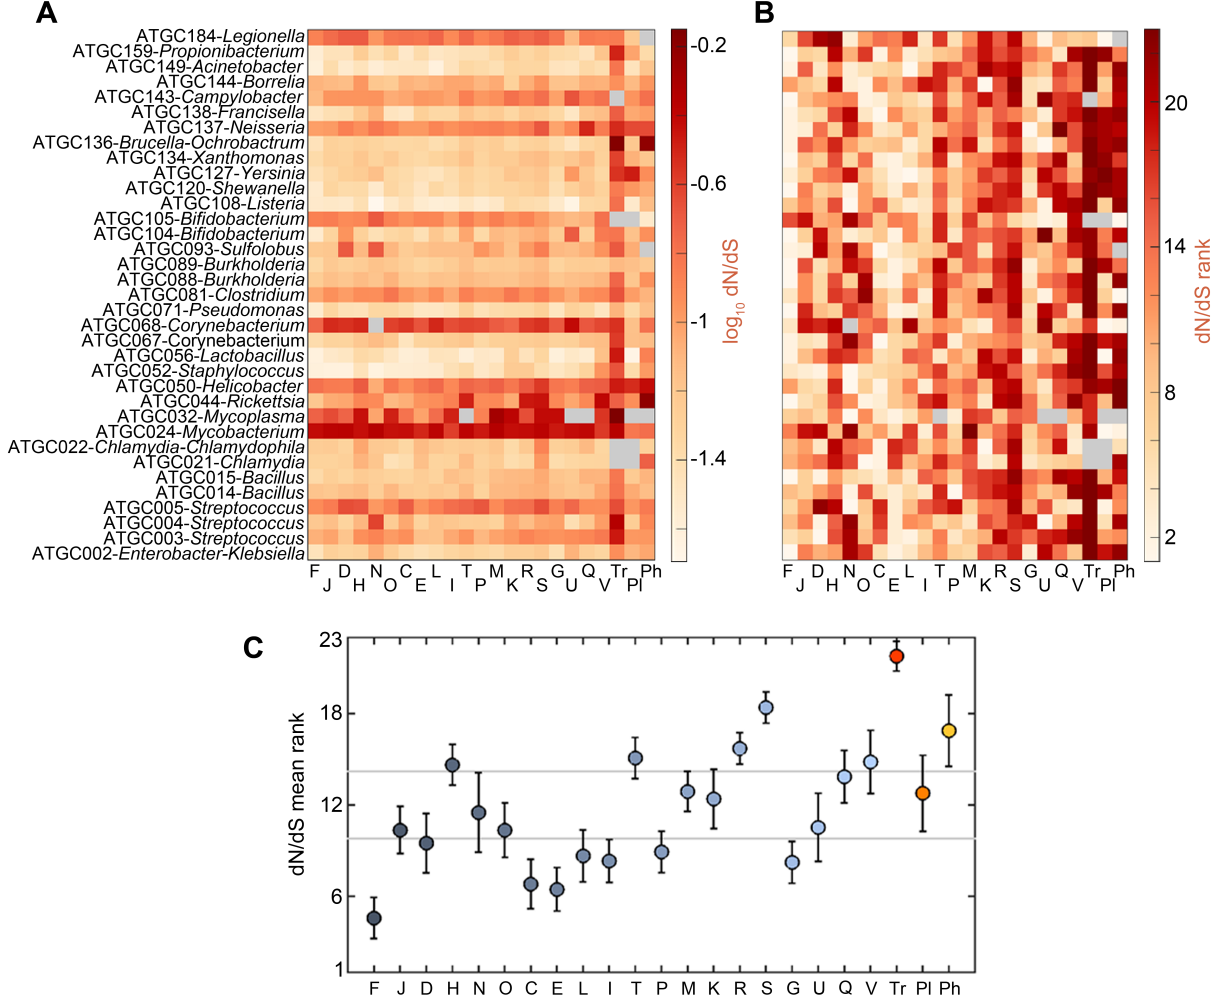 A
B
ATGC184-Legionella
ATGC159-Propionibacterium
ATGC149-Acinetobacter
ATGC144-Borrelia
ATGC143-Campylobacter
ATGC138-Francisella
ATGC137-Neisseria
ATGC136-Brucella-Ochrobactrum
ATGC134-Xanthomonas
ATGC127-Yersinia
ATGC120-Shewanella
ATGC108-Listeria
ATGC105-Bifidobacterium
ATGC104-Bifidobacterium
ATGC093-Sulfolobus
ATGC089-Burkholderia
ATGC088-Burkholderia
ATGC081-Clostridium
ATGC071-Pseudomonas
ATGC068-Corynebacterium
ATGC067-Corynebacterium
ATGC056-Lactobacillus
ATGC052-Staphylococcus
ATGC050-Helicobacter
ATGC044-Rickettsia
ATGC032-Mycoplasma
ATGC024-Mycobacterium
ATGC022-Chlamydia-Chlamydophila
ATGC021-Chlamydia
ATGC015-Bacillus
ATGC014-Bacillus
ATGC005-Streptococcus
ATGC004-Streptococcus
ATGC003-Streptococcus
ATGC002-Enterobacter-Klebsiella
F D N C L T M R G Q Tr Ph
J H O E I P K S U V Pl
-0.2
-0.6
-1
-1.4
log10 dN/dS
F D N C L T M R G Q Tr Ph
J H O E I P K S U V Pl
20
14
8
2
dN/dS rank
C
23
18
12
6
1
dN/dS mean rank
F J D H N O C E L I T P M K R S G U Q V Tr Pl Ph